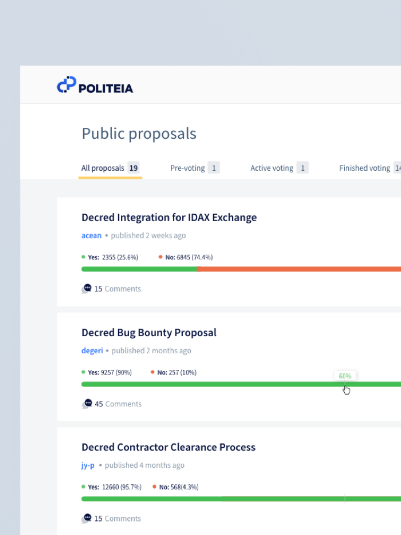 POLITEIA
Public proposals
All proposals 19 Pre-voting 1 Active voting 1 Finished voting
Decred Integration for IDAX Exchange
acean • published 2 weeks ago
Yes: 2355 (25.6%) No: 6845 (74.4%)
15 Comments
Decred Bug Bounty Proposal
degeri • published 2 months ago
Yes: 9257 (90%) No: 257 (10%)
60%
45 Comments
Decred Contractor Clearance Process
jy-p • published 4 months ago
Yes: 12660 (95.7%) No: 568(4.3%)
15 Comments